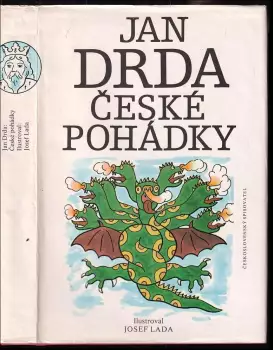 JAN
DRDA
ČESKÉ
POHÁDKY
Ilustroval
JOSEF LADA
ČESKOSLOVENSKÝ SPISOVATEL
Jan Drda:
České pohádky
Ilustroval:
Josef Lada